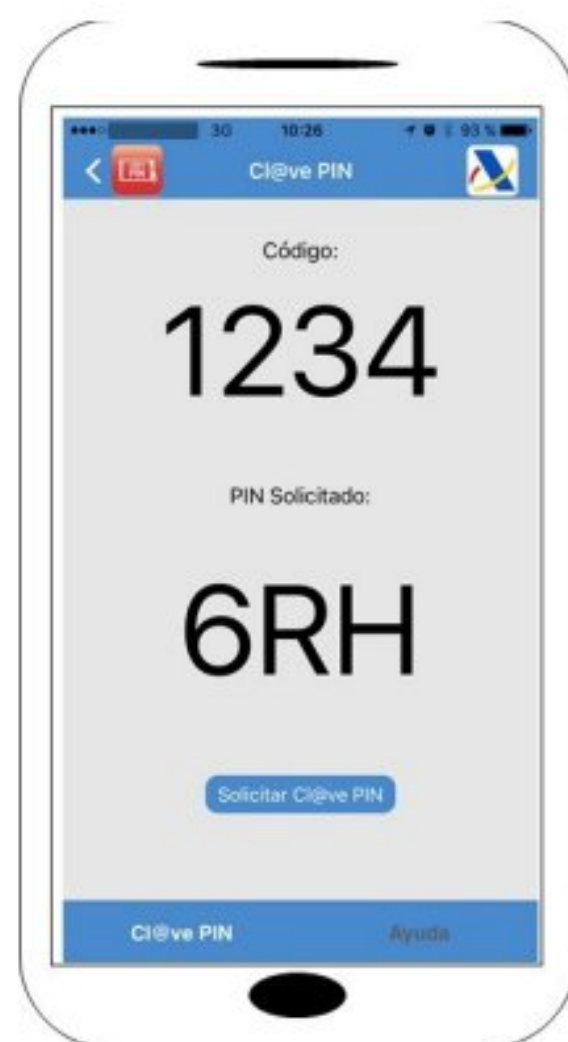 3G 10:26 93 %
Cl@ve PIN
Código:
1234
PIN Solicitado:
6RH
Solicitar Cl@ve PIN
Cl@ve PIN Ayuda